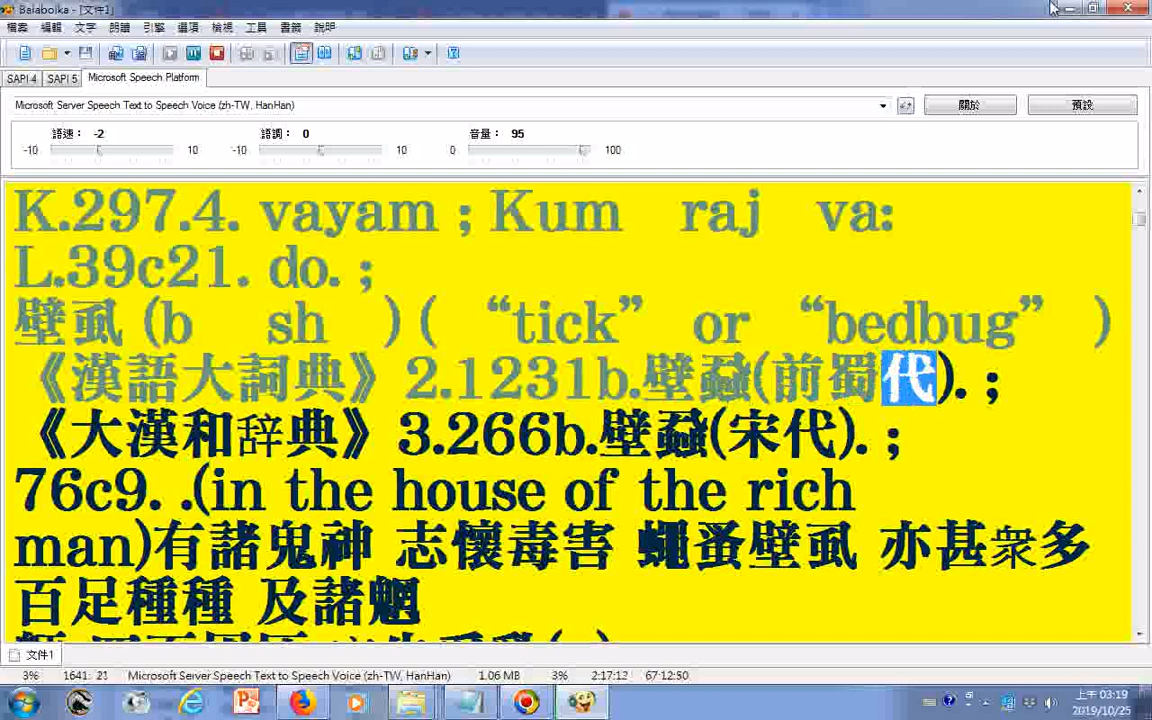 Balabolka - [文件1]
檔案 編輯 文字 朗讀 引擎 選項 檢視 工具 書籤 說明
SAPI 4 SAPI 5 Microsoft Speech Platform
Microsoft Server Speech Text to Speech Voice (zh-TW, HanHan) 關於 預設
語速： -2 語調： 0 音量： 95
-10 10 -10 10 0 100
K.297.4. vayam ; Kum raj va:
L.39c21. do. ;
壁虱 (b sh ) ( “tick” or “bedbug” )
《漢語大詞典》 2.1231b.壁蝨(前蜀代). ;
《大漢和辞典》 3.266b.壁蝨(宋代). ;
76c9. .(in the house of the rich
man)有諸鬼神 志懷毒害 蠅蚤壁虱 亦甚衆多
百足種種 及諸魍
文件1
3% 1641: 21 Microsoft Server Speech Text to Speech Voice (zh-TW, HanHan) 1.06 MB 3% 2:17:12 67:12:50
上午 03:19
2019/10/25